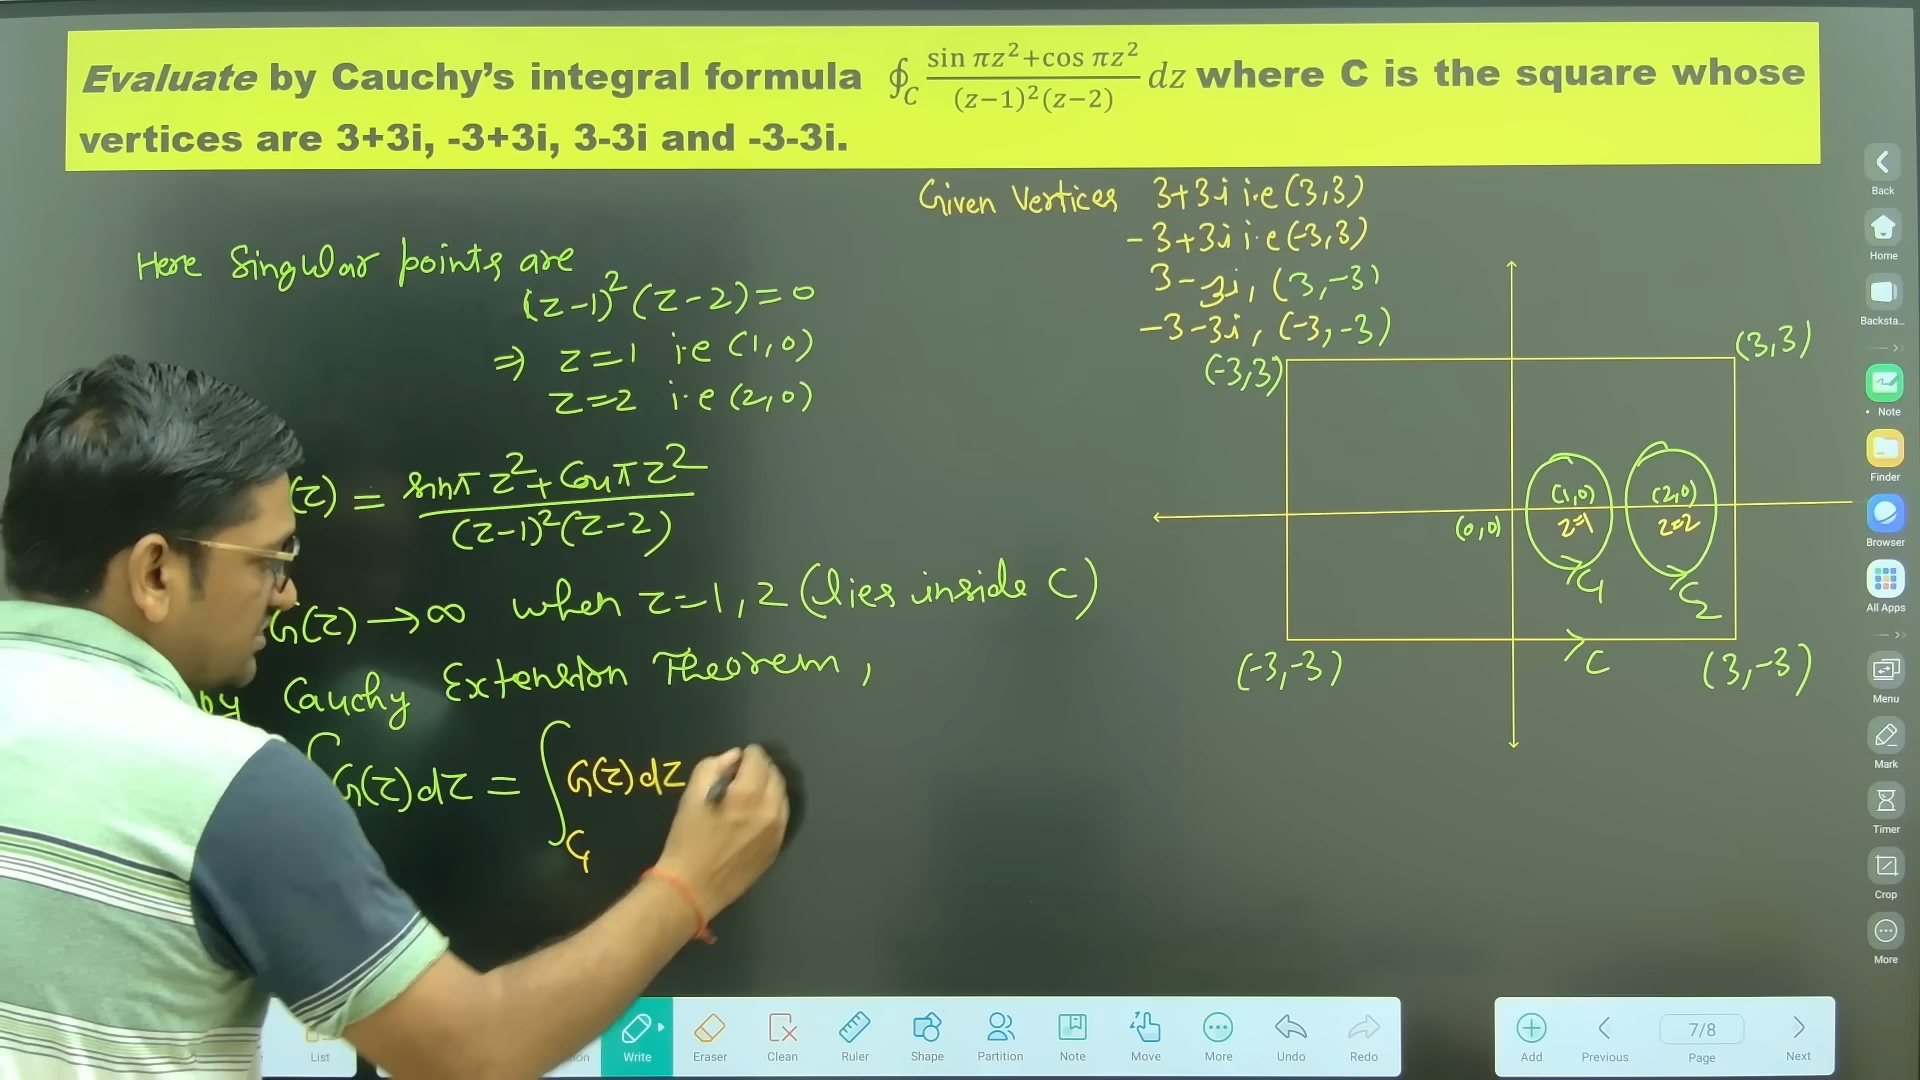 Evaluate by Cauchy’s integral formula ∮_C (sin πz²+cos πz²)/((z−1)²(z−2)) dz where C is the square whose
vertices are 3+3i, -3+3i, 3-3i and -3-3i.
Given Vertices 3+3i i.e (3,3)
-3+3i i.e (-3,3)
3-3i, (3,-3)
-3-3i, (-3,-3)
Here Singular points are
(z-1)²(z-2)=0
⇒ z=1 i.e (1,0)
z=2 i.e (2,0)
(z) = (sinπz²+Cosπz²)/((z-1)²(z-2))
G(z)→∞ when z=1,2 (lies inside C)
by Cauchy Extension Theorem,
∫ G(z)dz = ∫_C₁ G(z)dz
(-3,3)
(3,3)
(0,0)
(1,0)
z=1
C₁
(2,0)
z=2
C₂
C
(-3,-3)
(3,-3)
Back
Home
Backsta...
Note
Finder
Browser
All Apps
Menu
Mark
Timer
Crop
More
List
Write
Eraser
Clean
Ruler
Shape
Partition
Note
Move
More
Undo
Redo
Add
Previous
7/8
Page
Next